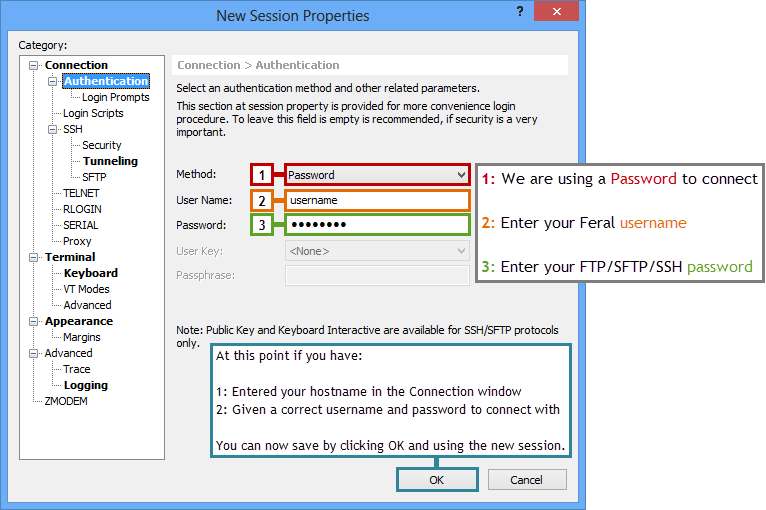 New Session Properties
?
Category:
Connection
Authentication
Login Prompts
Login Scripts
SSH
Security
Tunneling
SFTP
TELNET
RLOGIN
SERIAL
Proxy
Terminal
Keyboard
VT Modes
Advanced
Appearance
Margins
Advanced
Trace
Logging
ZMODEM
Connection > Authentication
Select an authentication method and other related parameters.
This section at session property is provided for more convenience login
procedure. To leave this field is empty is recommended, if security is a very
important.
Method: 1 Password
User Name: 2 username
Password: 3 ••••••••
User Key: <None>
Passphrase:
1: We are using a Password to connect
2: Enter your Feral username
3: Enter your FTP/SFTP/SSH password
Note: Public Key and Keyboard Interactive are available for SSH/SFTP protocols
only.
At this point if you have:
1: Entered your hostname in the Connection window
2: Given a correct username and password to connect with
You can now save by clicking OK and using the new session.
OK Cancel